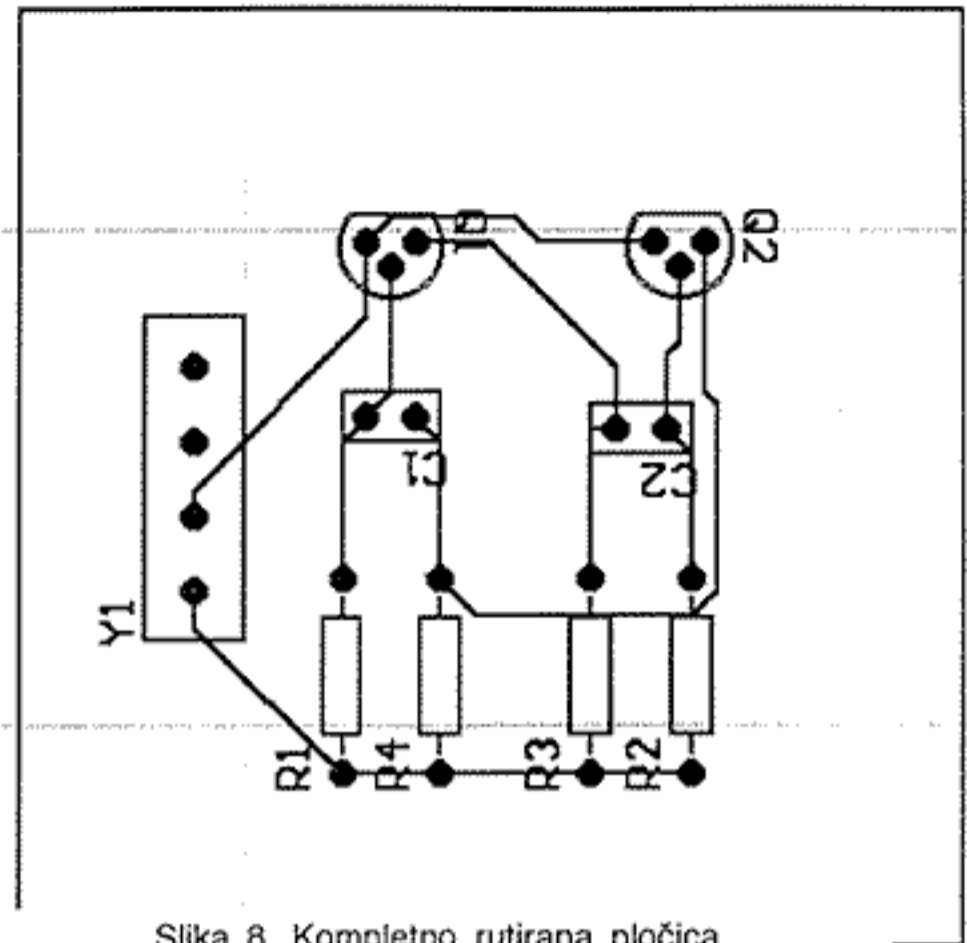 Q1
Q2
C1
C2
Y1
R1
R4
R3
R2
Slika 8. Kompletno rutirana pločica